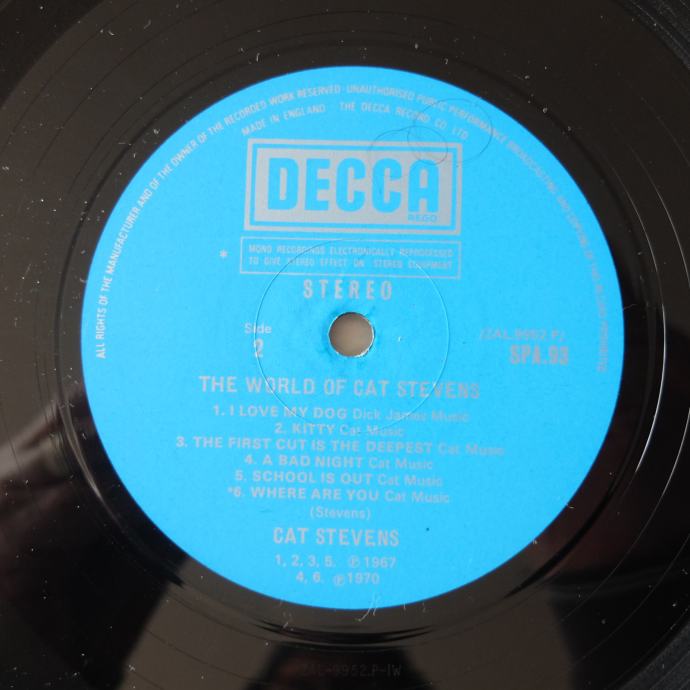 ALL RIGHTS OF THE MANUFACTURER AND OF THE OWNER OF THE RECORDED WORK RESERVED · UNAUTHORISED PUBLIC PERFORMANCE BROADCASTING AND COPYING OF THIS RECORD PROHIBITED
MADE IN ENGLAND · THE DECCA RECORD CO LTD
DECCA
REGD
* MONO RECORDINGS ELECTRONICALLY REPROCESSED
TO GIVE STEREO EFFECT ON STEREO EQUIPMENT
STEREO
Side
2
/ZAL.9952.P/
SPA.93
THE WORLD OF CAT STEVENS
1. I LOVE MY DOG Dick James Music
2. KITTY Cat Music
3. THE FIRST CUT IS THE DEEPEST Cat Music
4. A BAD NIGHT Cat Music
5. SCHOOL IS OUT Cat Music
*6. WHERE ARE YOU Cat Music
(Stevens)
CAT STEVENS
1, 2, 3, 5. ℗ 1967
4, 6. ℗ 1970
ZAL-9952.P-1W